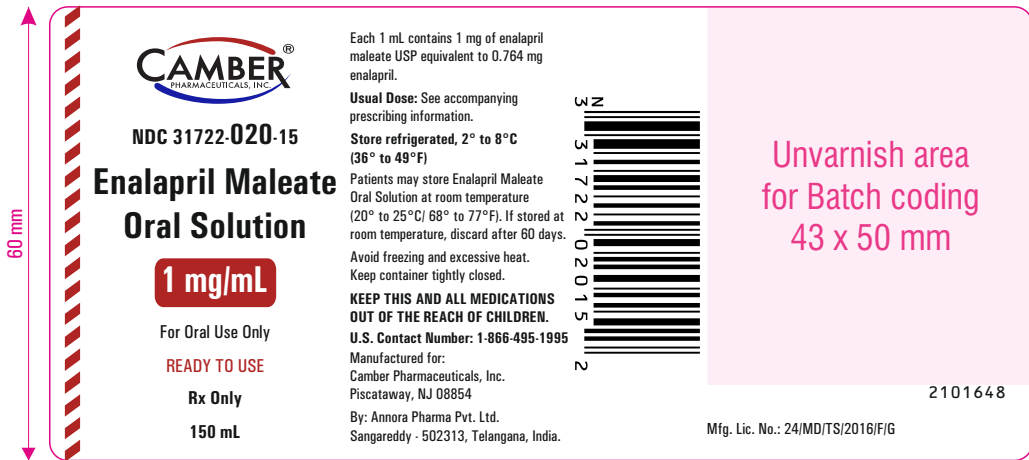 60 mm
CAMBER®
PHARMACEUTICALS, INC.
NDC 31722-020-15
Enalapril Maleate
Oral Solution
1 mg/mL
For Oral Use Only
READY TO USE
Rx Only
150 mL
Each 1 mL contains 1 mg of enalapril
maleate USP equivalent to 0.764 mg
enalapril.
Usual Dose: See accompanying
prescribing information.
Store refrigerated, 2° to 8°C
(36° to 49°F)
Patients may store Enalapril Maleate
Oral Solution at room temperature
(20° to 25°C/ 68° to 77°F). If stored at
room temperature, discard after 60 days.
Avoid freezing and excessive heat.
Keep container tightly closed.
KEEP THIS AND ALL MEDICATIONS
OUT OF THE REACH OF CHILDREN.
U.S. Contact Number: 1-866-495-1995
Manufactured for:
Camber Pharmaceuticals, Inc.
Piscataway, NJ 08854
By: Annora Pharma Pvt. Ltd.
Sangareddy - 502313, Telangana, India.
N
3 31722 02015 2
Unvarnish area
for Batch coding
43 x 50 mm
2101648
Mfg. Lic. No.: 24/MD/TS/2016/F/G